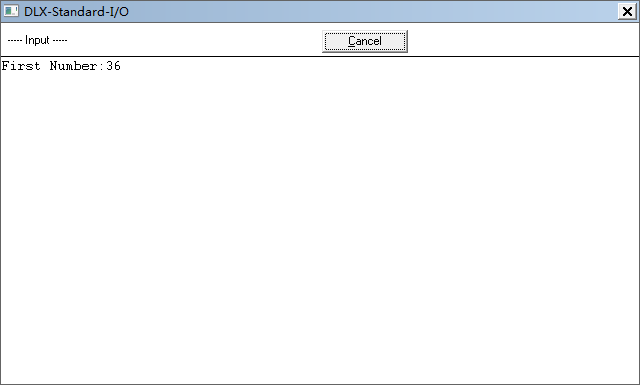 DLX-Standard-I/O
----- Input -----
Cancel
First Number:36